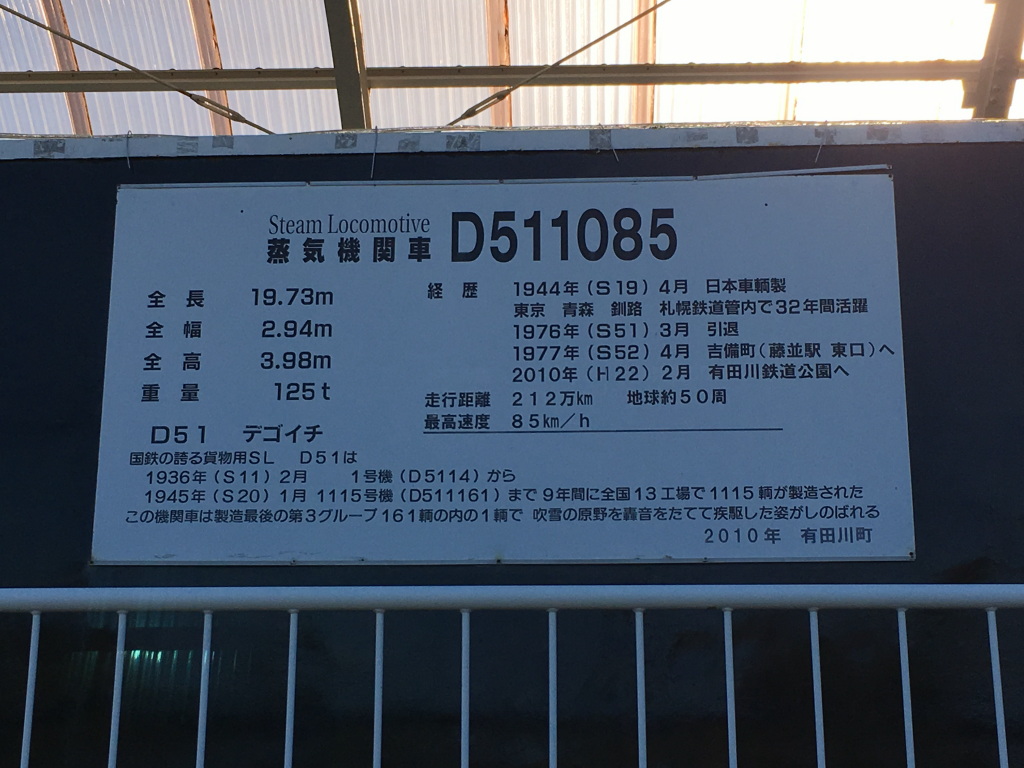 Steam Locomotive
蒸気機関車 D511085
全長 19.73m
全幅 2.94m
全高 3.98m
重量 125t
経歴 1944年(S19)4月 日本車輌製
東京 青森 釧路 札幌鉄道管内で32年間活躍
1976年(S51)3月 引退
1977年(S52)4月 吉備町(藤並駅 東口)へ
2010年(H22)2月 有田川鉄道公園へ
走行距離 212万km 地球約50周
最高速度 85km/h
D51 デゴイチ
国鉄の誇る貨物用SL D51は
1936年(S11)2月 1号機(D5114)から
1945年(S20)1月 1115号機(D511161)まで9年間に全国13工場で1115輌が製造された
この機関車は製造最後の第3グループ161輌の内の1輌で 吹雪の原野を轟音をたてて疾駆した姿がしのばれる
2010年 有田川町